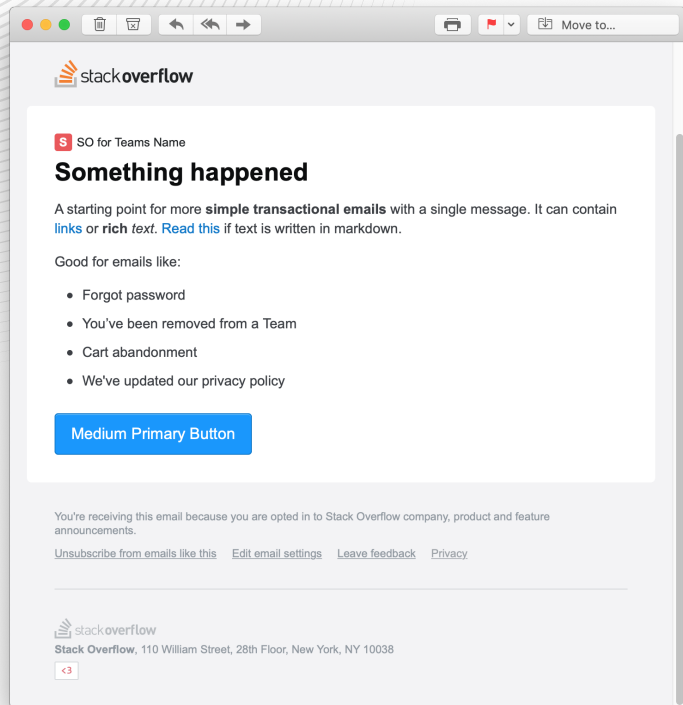 Move to...
stackoverflow
S SO for Teams Name
Something happened
A starting point for more simple transactional emails with a single message. It can contain
links or rich text. Read this if text is written in markdown.
Good for emails like:
Forgot password
You’ve been removed from a Team
Cart abandonment
We've updated our privacy policy
Medium Primary Button
You're receiving this email because you are opted in to Stack Overflow company, product and feature
announcements.
Unsubscribe from emails like this Edit email settings Leave feedback Privacy
stackoverflow
Stack Overflow, 110 William Street, 28th Floor, New York, NY 10038
<3